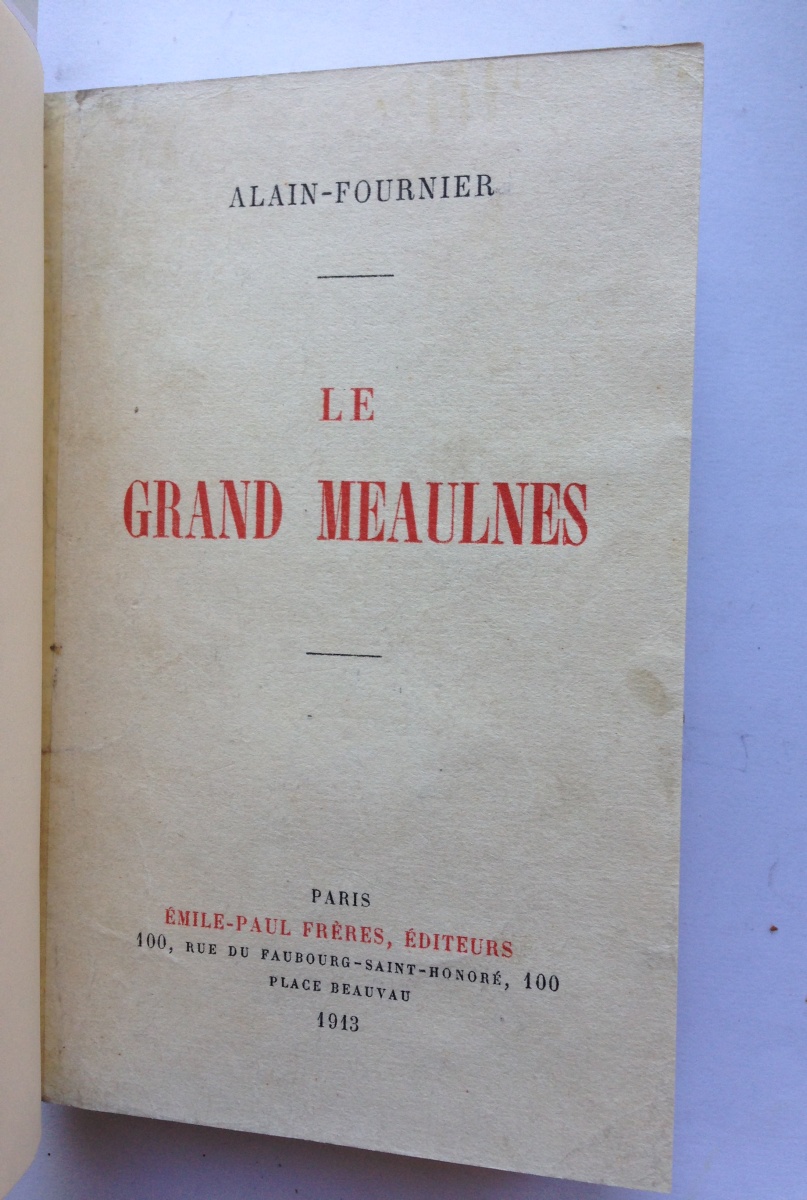 ALAIN-FOURNIER
LE
GRAND MEAULNES
PARIS
ÉMILE-PAUL FRÈRES, ÉDITEURS
100, RUE DU FAUBOURG-SAINT-HONORÉ, 100
PLACE BEAUVAU
1913